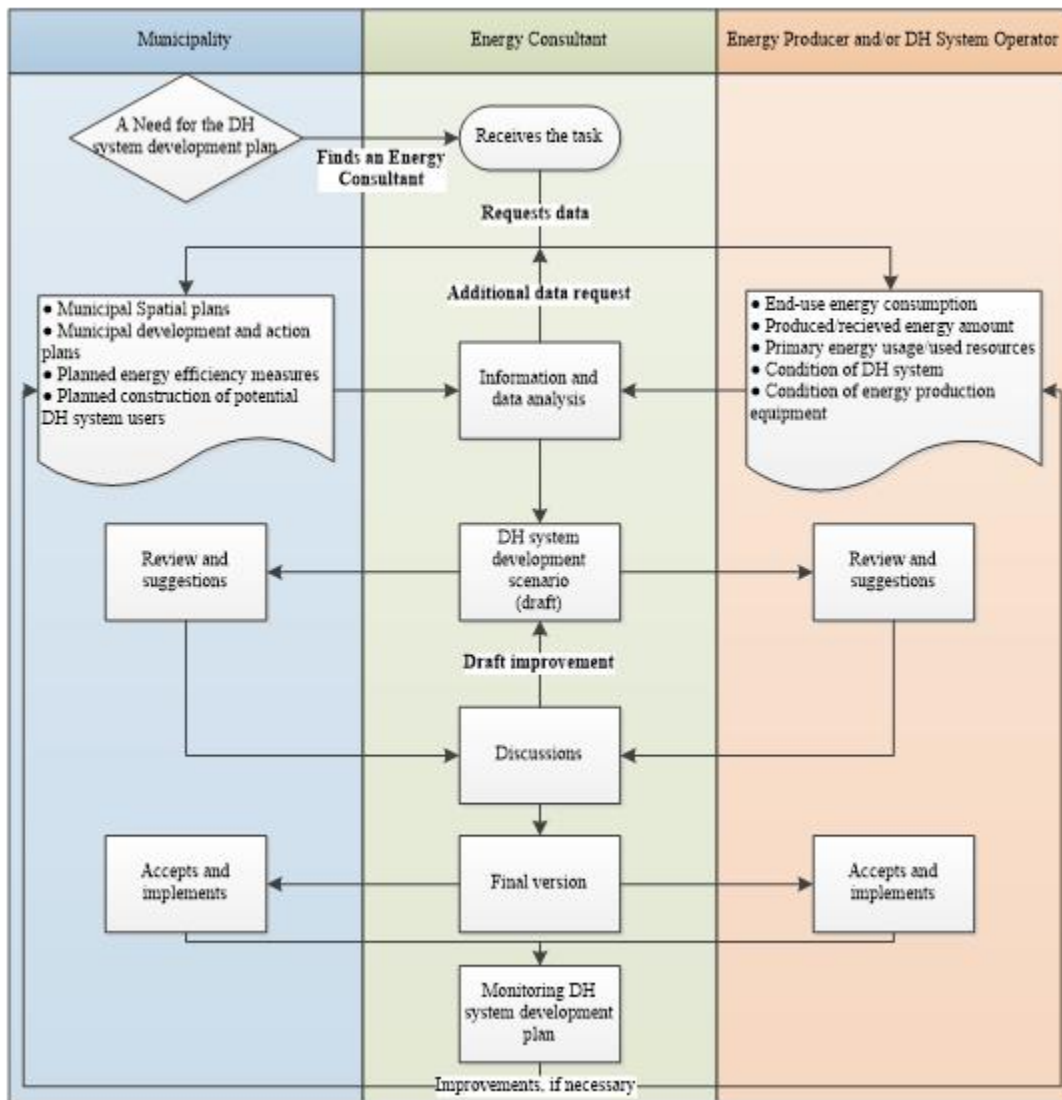 Municipality
Energy Consultant
Energy Producer and/or DH System Operator
A Need for the DH
system development plan
Finds an Energy
Consultant
Receives the task
Requests data
Additional data request
● Municipal Spatial plans
● Municipal development and action
plans
● Planned energy efficiency measures
● Planned construction of potential
DH system users
Information and
data analysis
● End-use energy consumption
● Produced/recieved energy amount
● Primary energy usage/used resources
● Condition of DH system
● Condition of energy production
equipment
Review and
suggestions
DH system
development
scenario
(draft)
Review and
suggestions
Draft improvement
Discussions
Accepts and
implements
Final version
Accepts and
implements
Monitoring DH
system development
plan
Improvements, if necessary